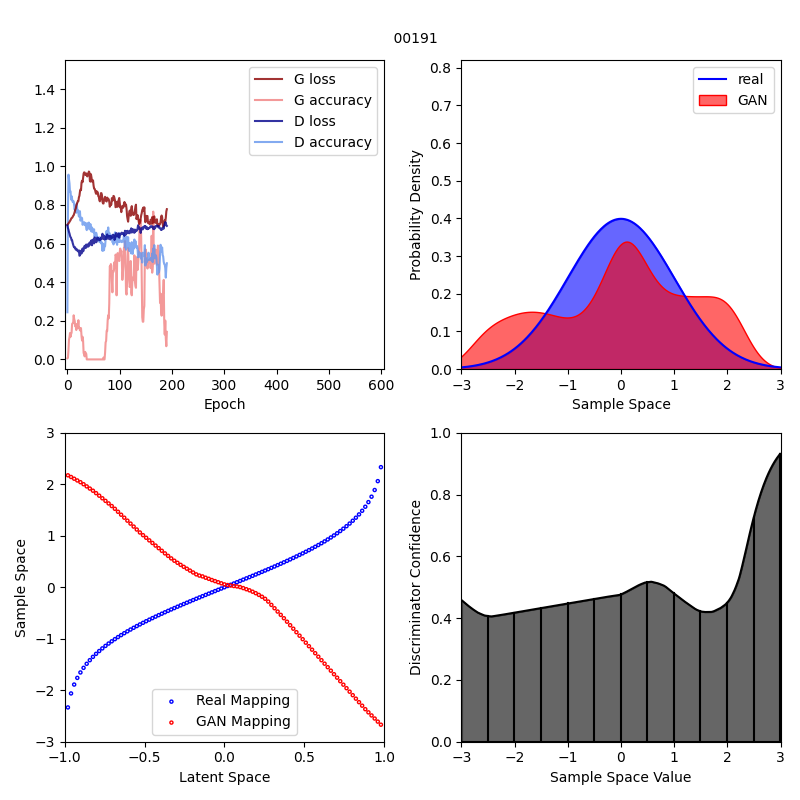 00191
G loss
G accuracy
D loss
D accuracy
1.4
1.2
1.0
0.8
0.6
0.4
0.2
0.0
0 100 200 300 400 500 600
Epoch
real
GAN
Probability Density
0.8
0.7
0.6
0.5
0.4
0.3
0.2
0.1
0.0
−3 −2 −1 0 1 2 3
Sample Space
Sample Space
3
2
1
0
−1
−2
−3
Real Mapping
GAN Mapping
−1.0 −0.5 0.0 0.5 1.0
Latent Space
Discriminator Confidence
1.0
0.8
0.6
0.4
0.2
0.0
−3 −2 −1 0 1 2 3
Sample Space Value